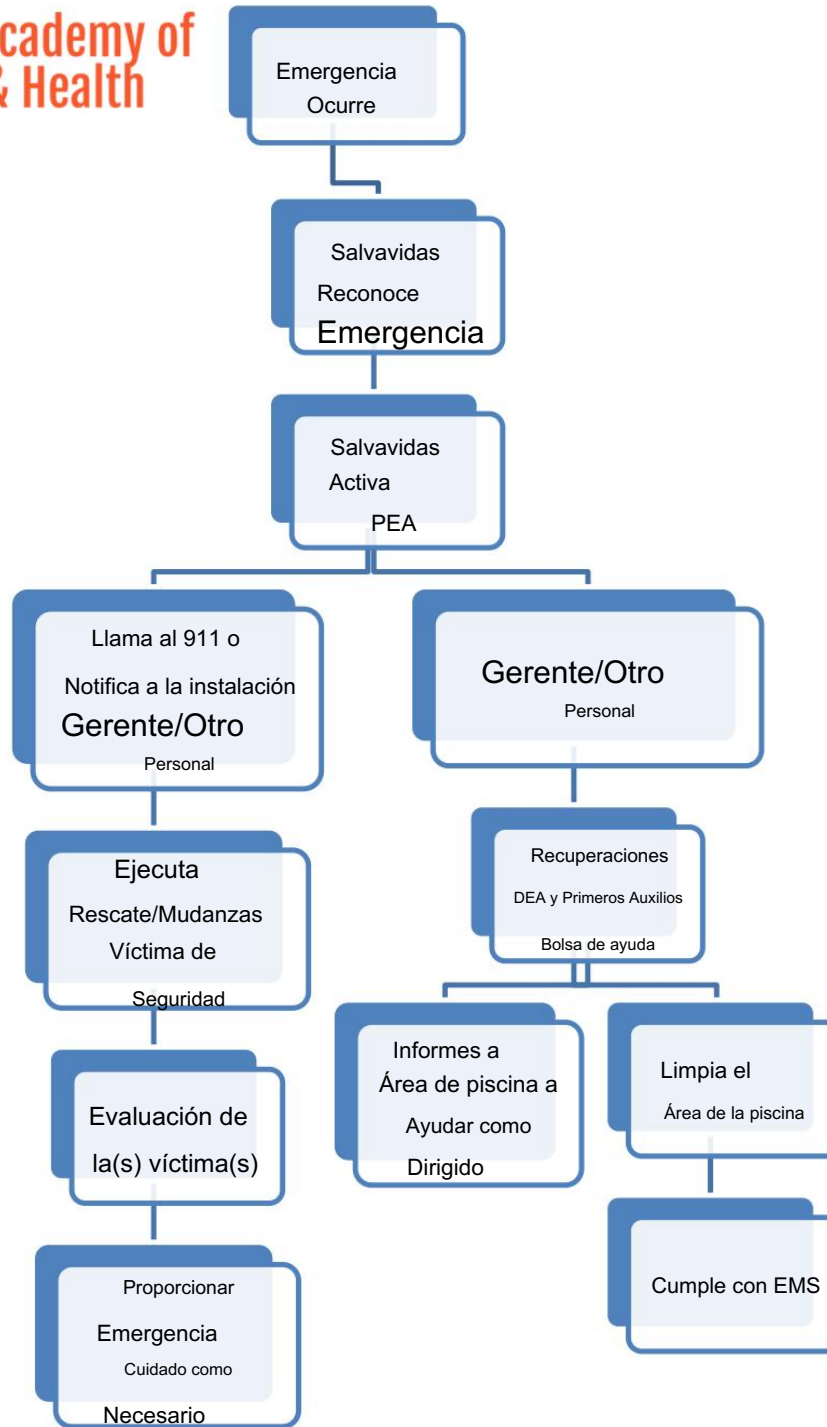 cademy of
& Health
Emergencia
Ocurre
Salvavidas
Reconoce
Emergencia
Salvavidas
Activa
PEA
Llama al 911 o
Notifica a la instalación
Gerente/Otro
Personal
Gerente/Otro
Personal
Ejecuta
Rescate/Mudanzas
Víctima de
Seguridad
Recuperaciones
DEA y Primeros Auxilios
Bolsa de ayuda
Evaluación de
la(s) víctima(s)
Informes a
Área de piscina a
Ayudar como
Dirigido
Limpia el
Área de la piscina
Proporcionar
Emergencia
Cuidado como
Necesario
Cumple con EMS